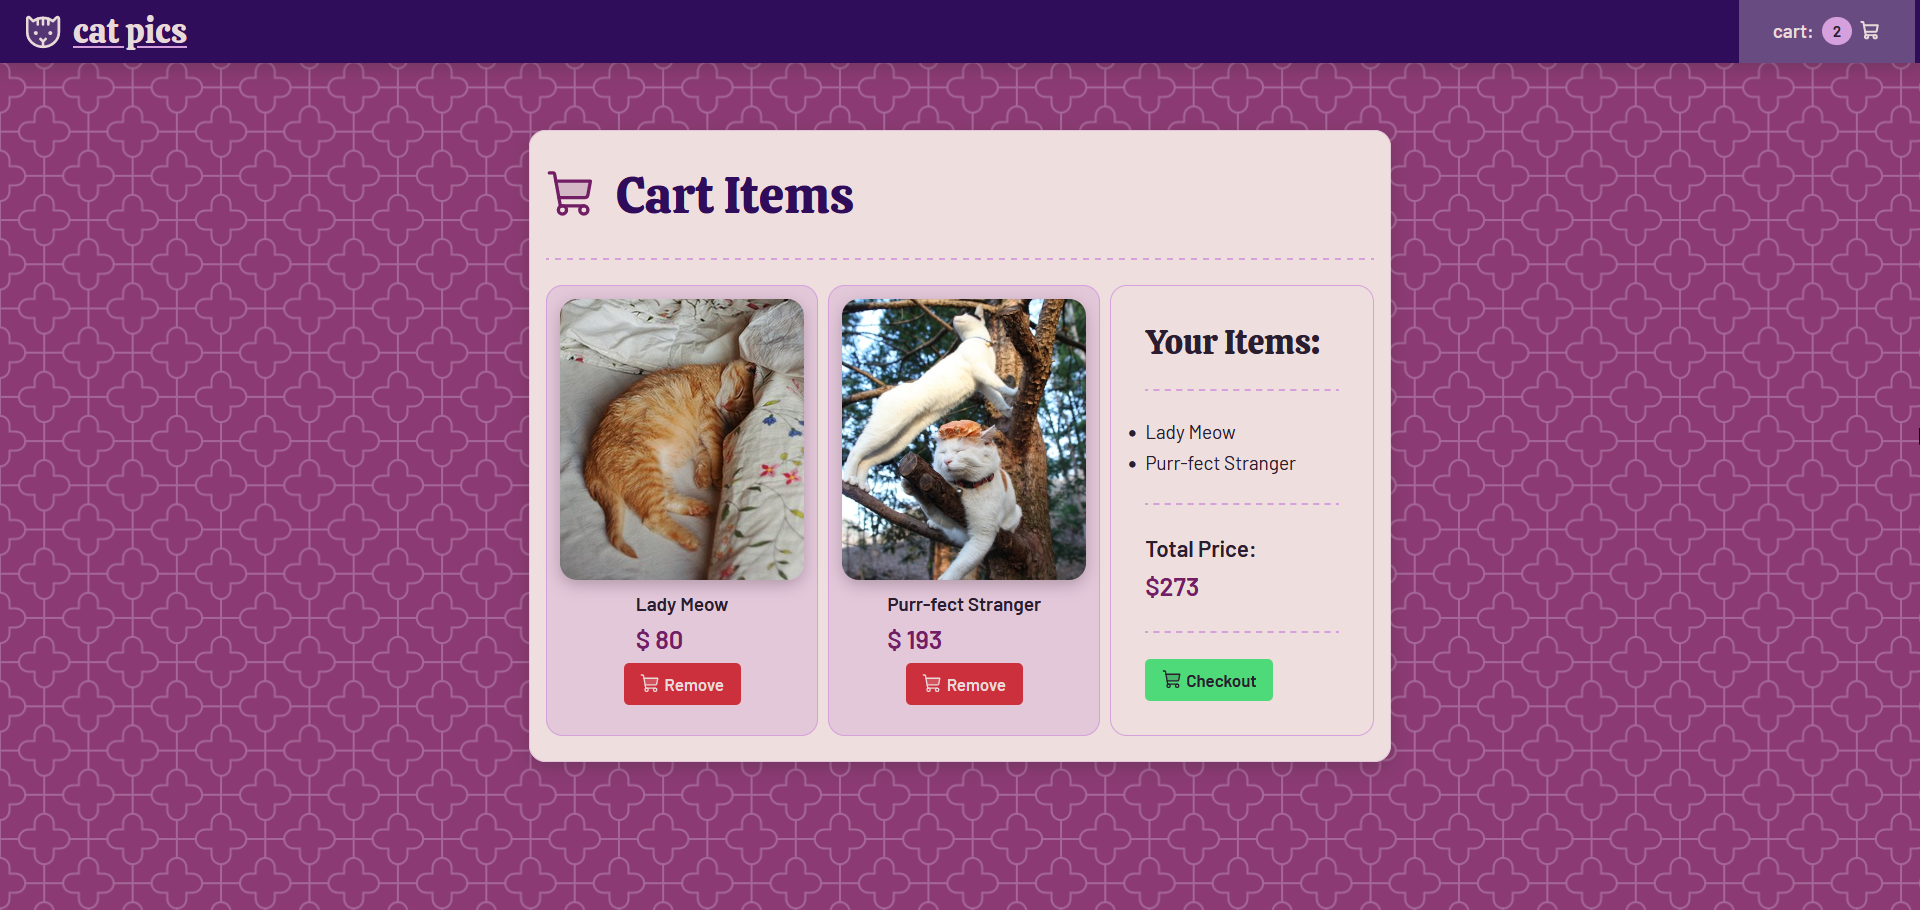 cat pics
cart: 2
Cart Items
Lady Meow
$ 80
Remove
Purr-fect Stranger
$ 193
Remove
Your Items:
Lady Meow
Purr-fect Stranger
Total Price:
$273
Checkout